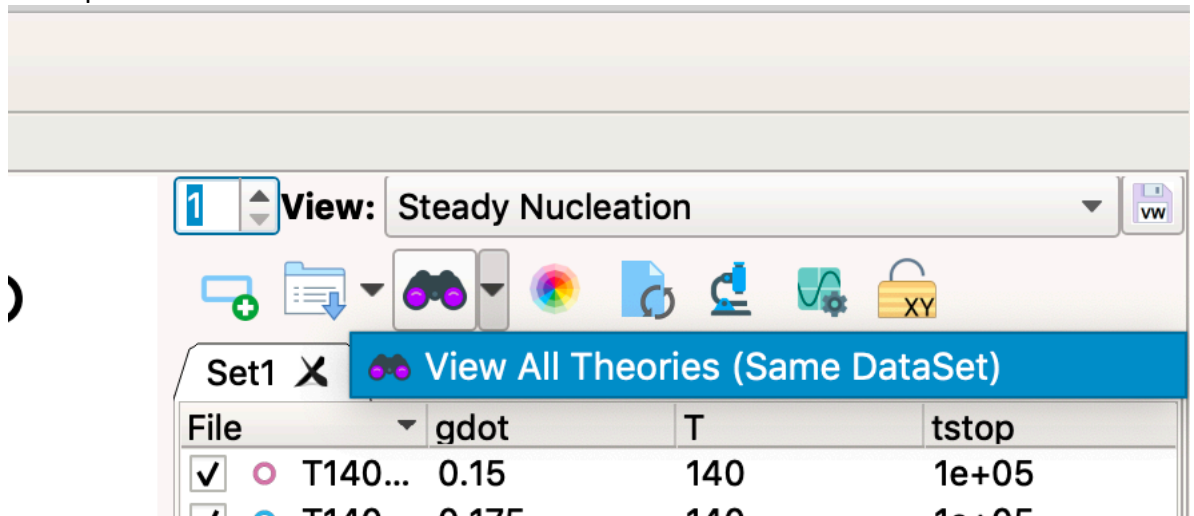 1 View: Steady Nucleation VW
XY
Set1 View All Theories (Same DataSet)
File gdot T tstop
T140... 0.15 140 1e+05